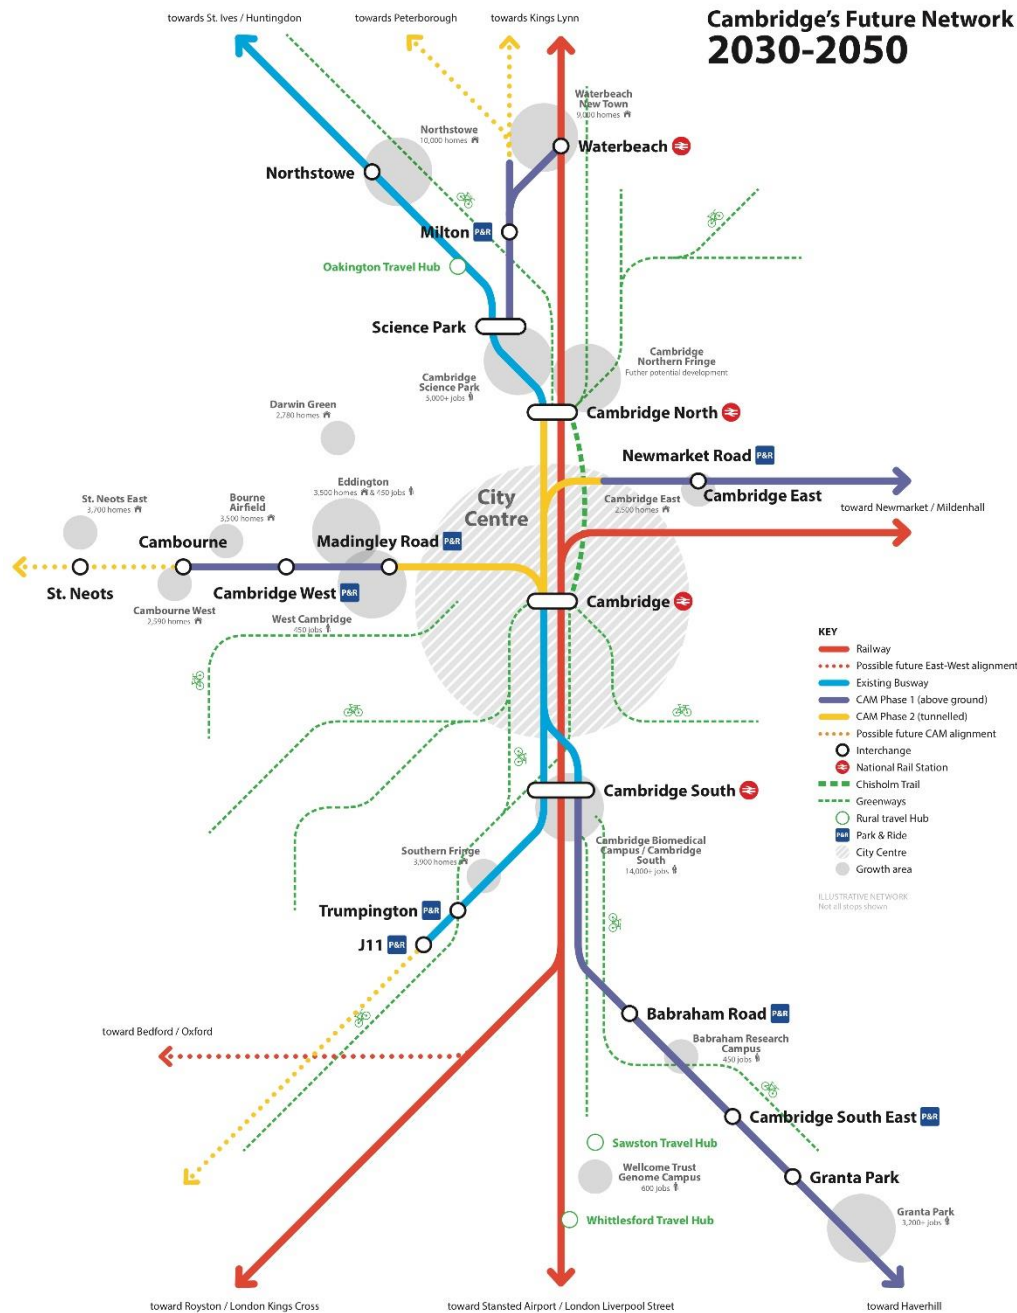 Cambridge's Future Network
2030-2050
towards St. Ives / Huntingdon
towards Peterborough
towards Kings Lynn
Waterbeach
New Town
9,000 homes
Northstowe
10,000 homes
Waterbeach
Northstowe
Milton P&R
Oakington Travel Hub
Science Park
Cambridge
Northern Fringe
Futher potential development
Cambridge
Science Park
5,000+ jobs
Darwin Green
2,780 homes
Cambridge North
Newmarket Road P&R
Cambridge East
Cambridge East
2,500 homes
toward Newmarket / Mildenhall
City
Centre
Eddington
3,500 homes & 450 jobs
St. Neots East
3,700 homes
Bourne
Airfield
3,500 homes
Cambourne
Madingley Road P&R
St. Neots
Cambridge West P&R
Cambourne West
2,590 homes
West Cambridge
450 jobs
Cambridge
KEY
Railway
Possible future East-West alignment
Existing Busway
CAM Phase 1 (above ground)
CAM Phase 2 (tunnelled)
Possible future CAM alignment
Interchange
National Rail Station
Chisholm Trail
Greenways
Rural travel Hub
P&R Park & Ride
City Centre
Growth area
ILLUSTRATIVE NETWORK
Not all stops shown
Cambridge South
Cambridge Biomedical
Campus / Cambridge
South
14,000+ jobs
Southern Fringe
3,900 homes
Trumpington P&R
J11 P&R
toward Bedford / Oxford
Babraham Road P&R
Babraham Research
Campus
450 jobs
Cambridge South East P&R
Sawston Travel Hub
Wellcome Trust
Genome Campus
600 jobs
Granta Park
Whittlesford Travel Hub
Granta Park
3,200+ jobs
toward Royston / London Kings Cross
toward Stansted Airport / London Liverpool Street
toward Haverhill